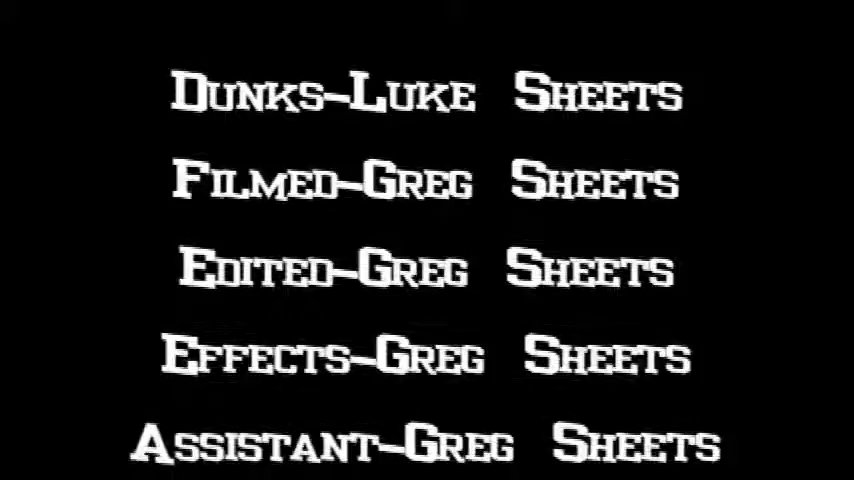 Dunks-Luke Sheets
Filmed-Greg Sheets
Edited-Greg Sheets
Effects-Greg Sheets
Assistant-Greg Sheets